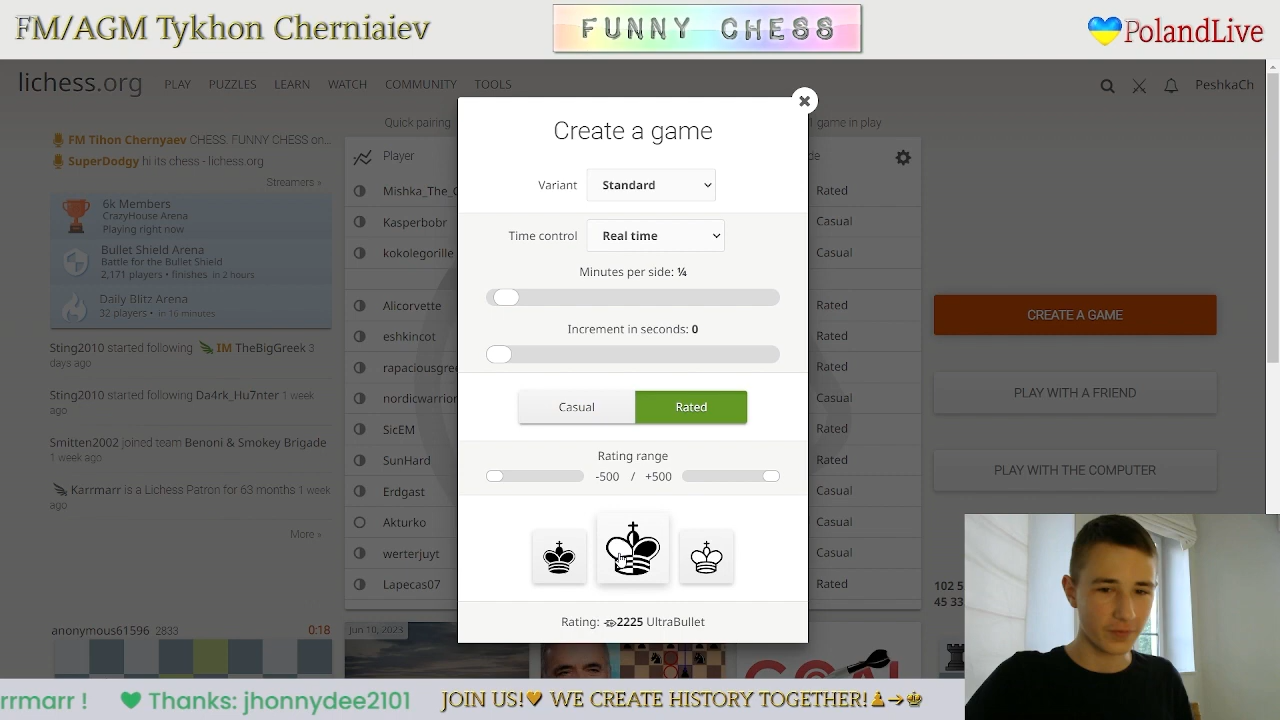 FM/AGM Tykhon Cherniaiev
FUNNY CHESS
PolandLive
lichess.org PLAY PUZZLES LEARN WATCH COMMUNITY TOOLS
PeshkaCh
FM Tihon Chernyaev CHESS. FUNNY CHESS on...
SuperDodgy hi its chess - lichess.org
Streamers »
6k Members
CrazyHouse Arena
Playing right now
Bullet Shield Arena
Battle for the Bullet Shield
2,171 players • finishes in 2 hours
Daily Blitz Arena
32 players • in 16 minutes
Sting2010 started following IM TheBigGreek 3
days ago
Sting2010 started following Da4rk_Hu7nter 1 week
ago
Smitten2002 joined team Benoni & Smokey Brigade
1 week ago
Karrmarr is a Lichess Patron for 63 months 1 week
ago
More »
anonymous61596 2833 0:18
Quick pairing
1 game in play
Player
Mishka_The_
Rated
Kasperbobr
Casual
kokolegorille
Casual
Alicorvette
Rated
eshkincot
Rated
rapaciousgre
Rated
nordicwarrior
Casual
SicEM
Rated
SunHard
Rated
Erdgast
Casual
Akturko
Casual
werterjuyt
Casual
Lapecas07
Rated
Jun 10, 2023
Create a game
Variant Standard
Time control Real time
Minutes per side: ¼
Increment in seconds: 0
Casual Rated
Rating range
-500 / +500
Rating: 2225 UltraBullet
CREATE A GAME
PLAY WITH A FRIEND
PLAY WITH THE COMPUTER
102 5
45 33
rrmarr ! Thanks: jhonnydee2101
JOIN US!♥ WE CREATE HISTORY TOGETHER!♟→♚